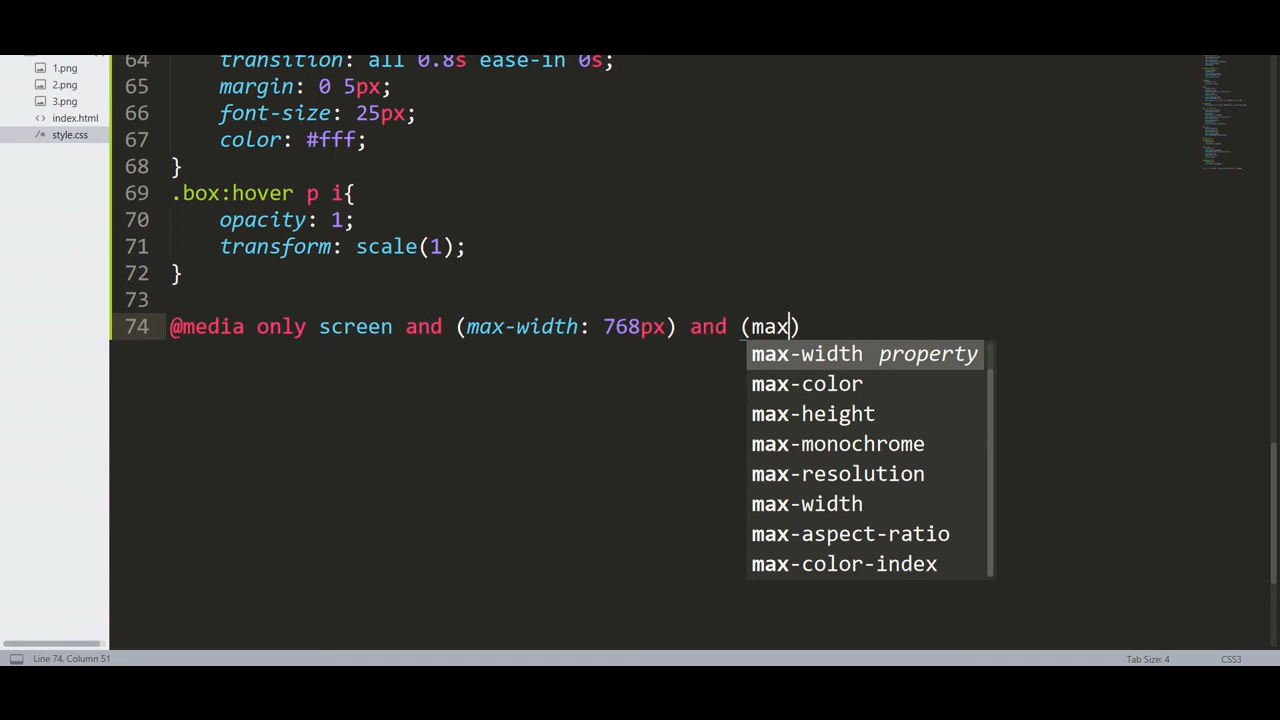 64 transition: all 0.8s ease-in 0s;
1.png
65 margin: 0 5px;
2.png
3.png
66 font-size: 25px;
index.html
/* style.css
67 color: #fff;
68 }
69 .box:hover p i{
70 opacity: 1;
71 transform: scale(1);
72 }
73
74 @media only screen and (max-width: 768px) and (max)
max-width property
max-color
max-height
max-monochrome
max-resolution
max-width
max-aspect-ratio
max-color-index
Line 74, Column 51 Tab Size: 4 CSS3